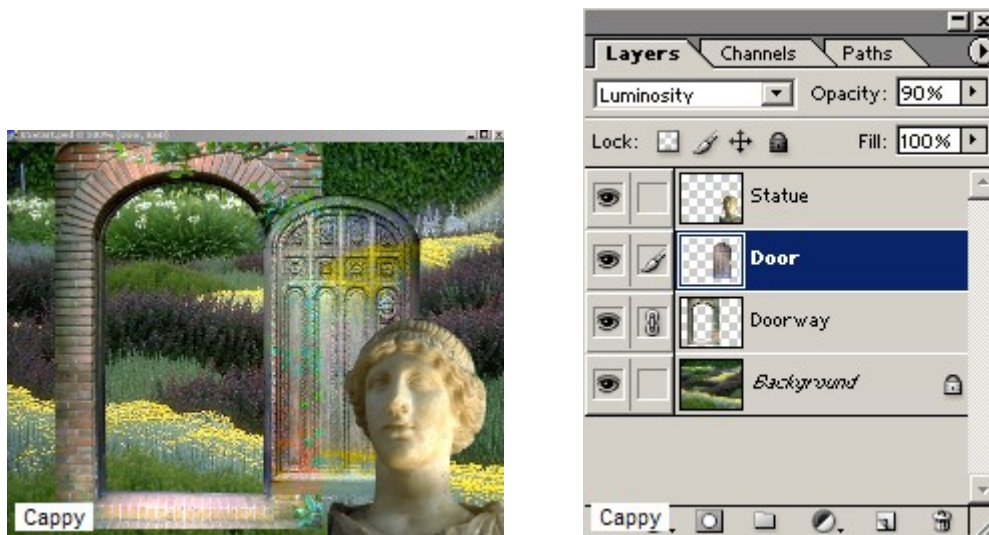 Layers Channels Paths
Luminosity Opacity: 90%
Lock: Fill: 100%
Statue
Door
Doorway
Background
Cappy
Cappy